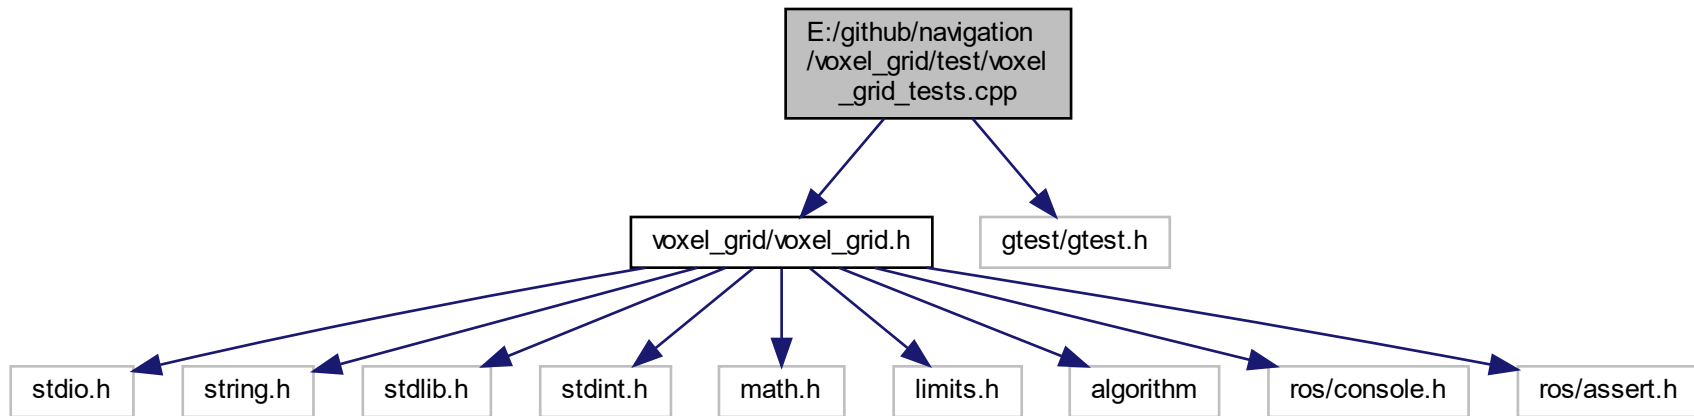 E:/github/navigation
/voxel_grid/test/voxel
_grid_tests.cpp
voxel_grid/voxel_grid.h
gtest/gtest.h
stdio.h
string.h
stdlib.h
stdint.h
math.h
limits.h
algorithm
ros/console.h
ros/assert.h